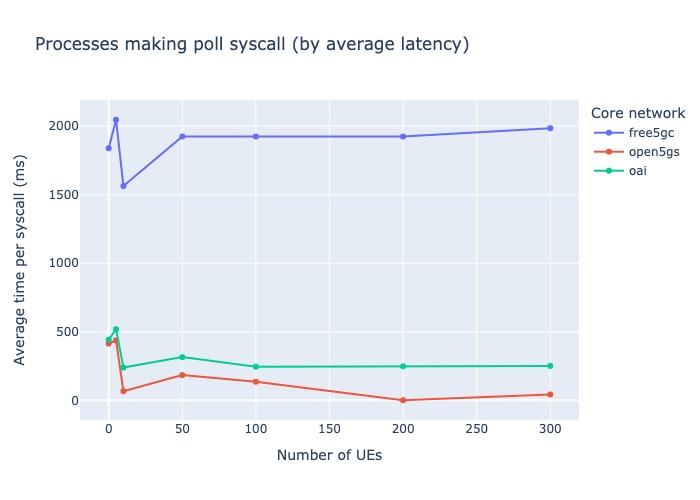 Processes making poll syscall (by average latency)
Core network
free5gc
open5gs
oai
Average time per syscall (ms)
2000
1500
1000
500
0
0 50 100 150 200 250 300
Number of UEs